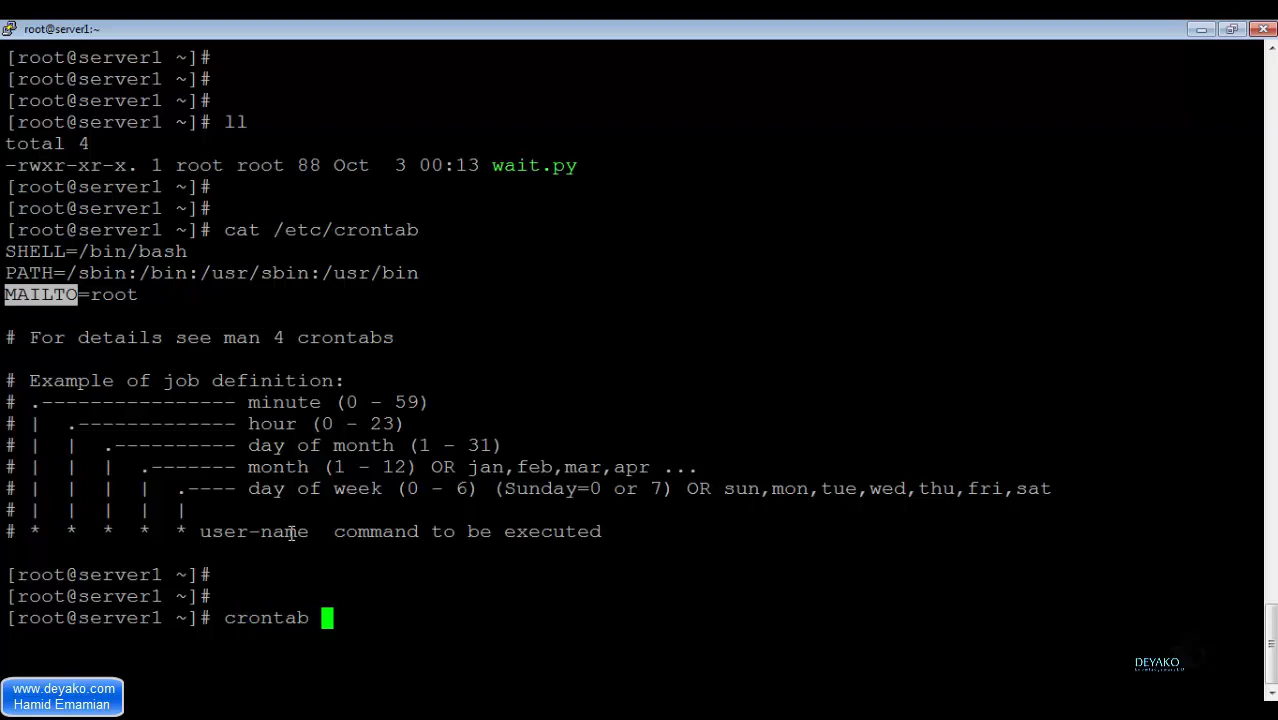 root@server1:~
[root@server1 ~]#
[root@server1 ~]#
[root@server1 ~]#
[root@server1 ~]# ll
total 4
-rwxr-xr-x. 1 root root 88 Oct  3 00:13 wait.py
[root@server1 ~]#
[root@server1 ~]#
[root@server1 ~]# cat /etc/crontab
SHELL=/bin/bash
PATH=/sbin:/bin:/usr/sbin:/usr/bin
MAILTO=root
# For details see man 4 crontabs
# Example of job definition:
# .---------------- minute (0 - 59)
# |  .------------- hour (0 - 23)
# |  |  .---------- day of month (1 - 31)
# |  |  |  .------- month (1 - 12) OR jan,feb,mar,apr ...
# |  |  |  |  .---- day of week (0 - 6) (Sunday=0 or 7) OR sun,mon,tue,wed,thu,fri,sat
# |  |  |  |  |
# *  *  *  *  * user-name  command to be executed
[root@server1 ~]#
[root@server1 ~]#
[root@server1 ~]# crontab
DEYAKO
www.deyako.com
Hamid Emamian